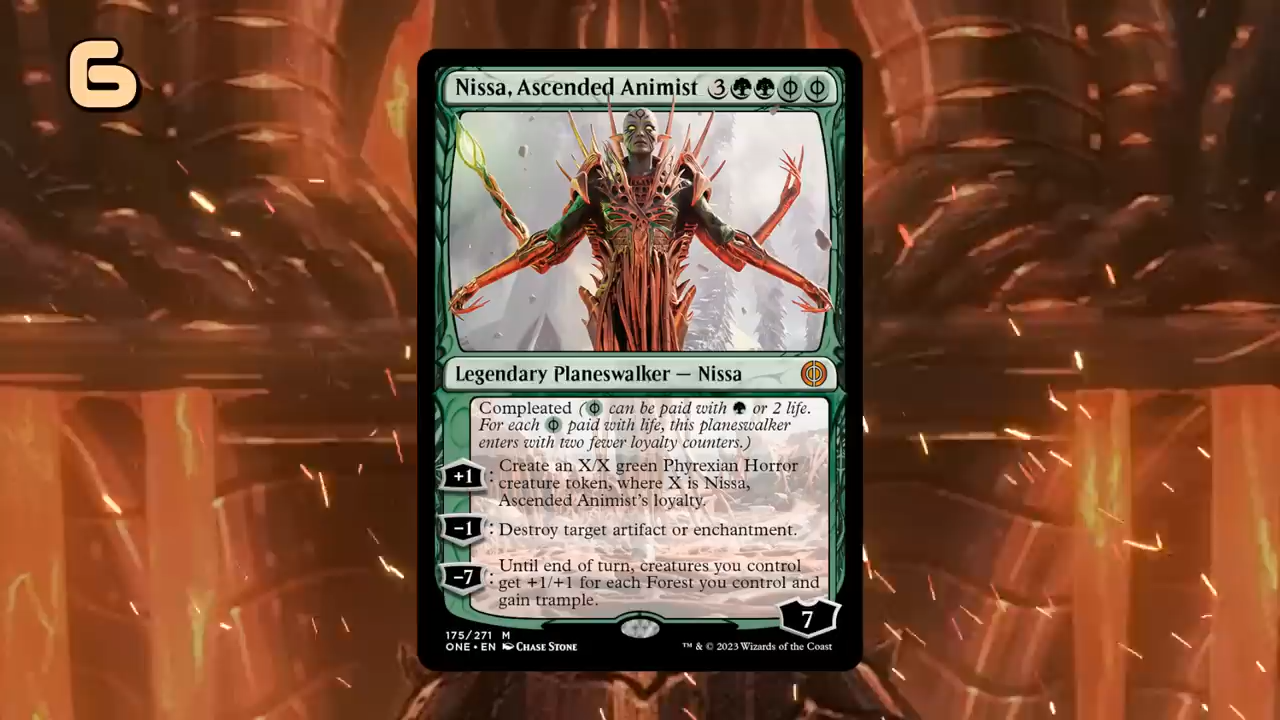 6
Nissa, Ascended Animist 3
Legendary Planeswalker — Nissa
Compleated ( can be paid with or 2 life.
For each paid with life, this planeswalker
enters with two fewer loyalty counters.)
+1: Create an X/X green Phyrexian Horror
creature token, where X is Nissa,
Ascended Animist's loyalty.
−1: Destroy target artifact or enchantment.
−7: Until end of turn, creatures you control
get +1/+1 for each Forest you control and
gain trample.
7
175/271 M
ONE • EN Chase Stone
™ & © 2023 Wizards of the Coast